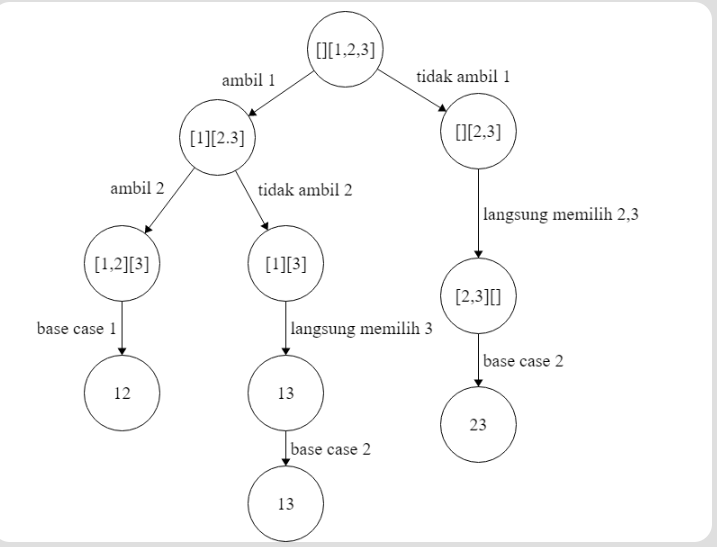 [][1,2,3]
ambil 1
tidak ambil 1
[1][2.3]
[][2,3]
ambil 2
tidak ambil 2
langsung memilih 2,3
[1,2][3]
[1][3]
[2,3][]
base case 1
langsung memilih 3
base case 2
12
13
23
base case 2
13